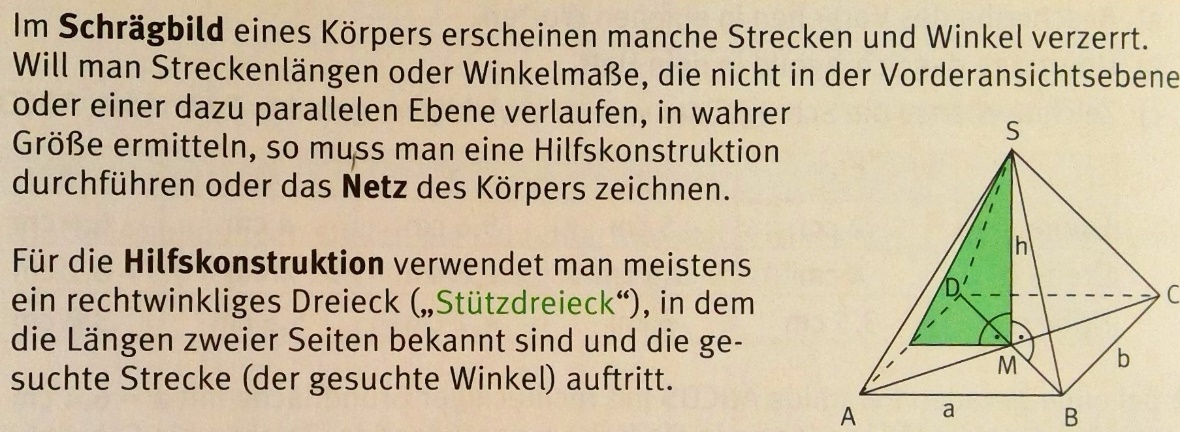 Im Schrägbild eines Körpers erscheinen manche Strecken und Winkel verzerrt.
Will man Streckenlängen oder Winkelmaße, die nicht in der Vorderansichtsebene
oder einer dazu parallelen Ebene verlaufen, in wahrer
Größe ermitteln, so muss man eine Hilfskonstruktion
durchführen oder das Netz des Körpers zeichnen.
Für die Hilfskonstruktion verwendet man meistens
ein rechtwinkliges Dreieck („Stützdreieck“), in dem
die Längen zweier Seiten bekannt sind und die ge-
suchte Strecke (der gesuchte Winkel) auftritt.
S
h
D
C
M
b
A
a
B